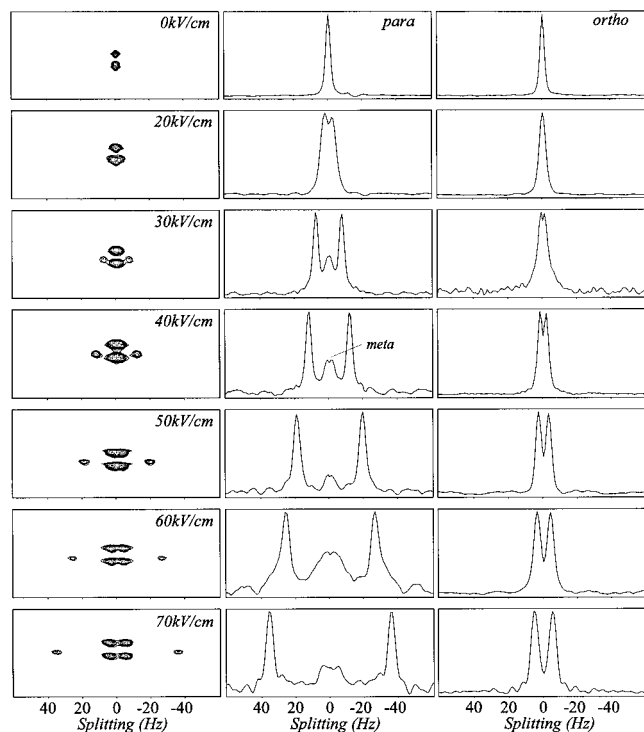 0kV/cm para ortho
20kV/cm
30kV/cm
40kV/cm meta
50kV/cm
60kV/cm
70kV/cm
40 20 0 -20 -40 40 20 0 -20 -40 40 20 0 -20 -40
Splitting (Hz) Splitting (Hz) Splitting (Hz)